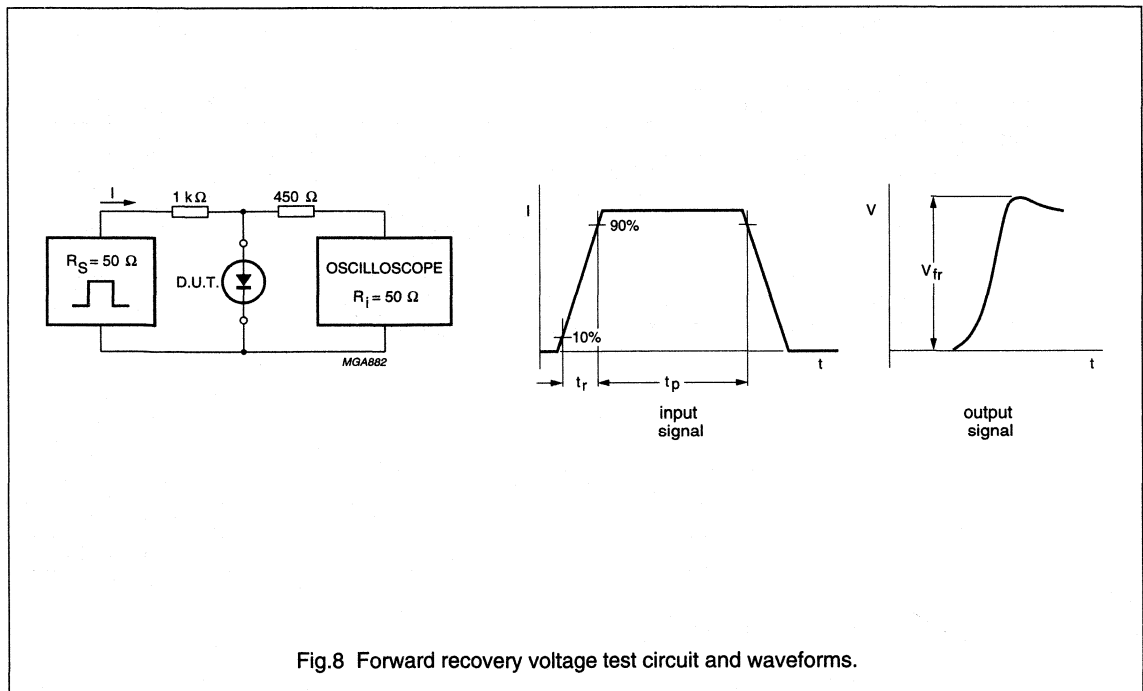 I
1 kΩ
450 Ω
R_S = 50 Ω
D.U.T.
OSCILLOSCOPE
R_i = 50 Ω
MGA882
I
90%
10%
t
t_r
t_p
input
signal
V
V_fr
t
output
signal
Fig.8 Forward recovery voltage test circuit and waveforms.